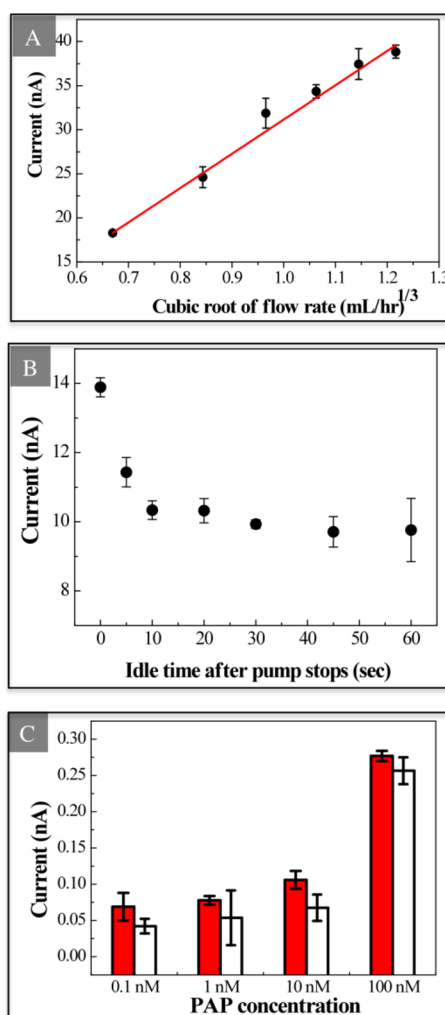 A
40
35
30
25
20
15
Current (nA)
0.6 0.7 0.8 0.9 1.0 1.1 1.2 1.3
Cubic root of flow rate (mL/hr)1/3
B
14
12
10
8
Current (nA)
0 10 20 30 40 50 60
Idle time after pump stops (sec)
C
0.30
0.25
0.20
0.15
0.10
0.05
0.00
Current (nA)
0.1 nM 1 nM 10 nM 100 nM
PAP concentration